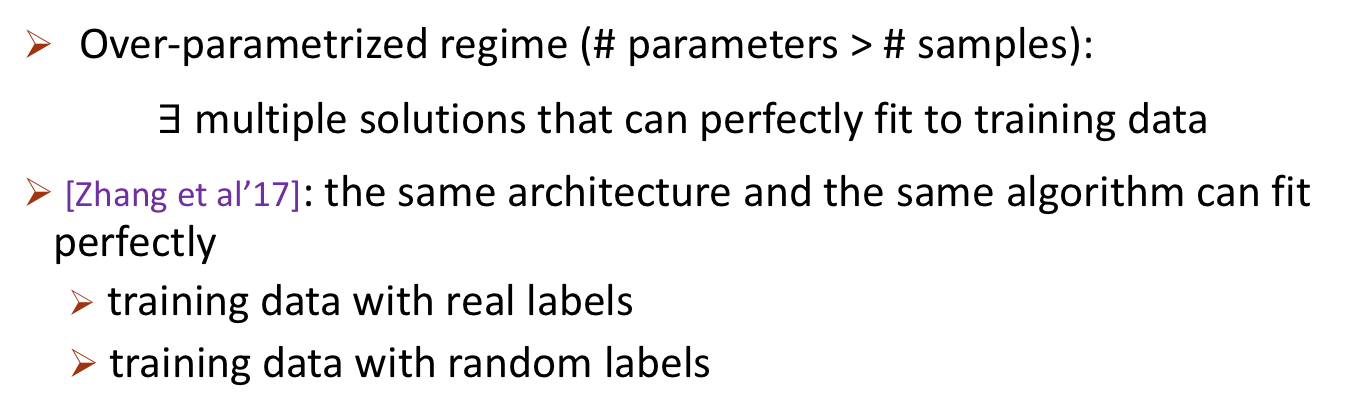 ➢ Over-parametrized regime (# parameters > # samples):
∃ multiple solutions that can perfectly fit to training data
➢ [Zhang et al’17]: the same architecture and the same algorithm can fit
perfectly
➢ training data with real labels
➢ training data with random labels